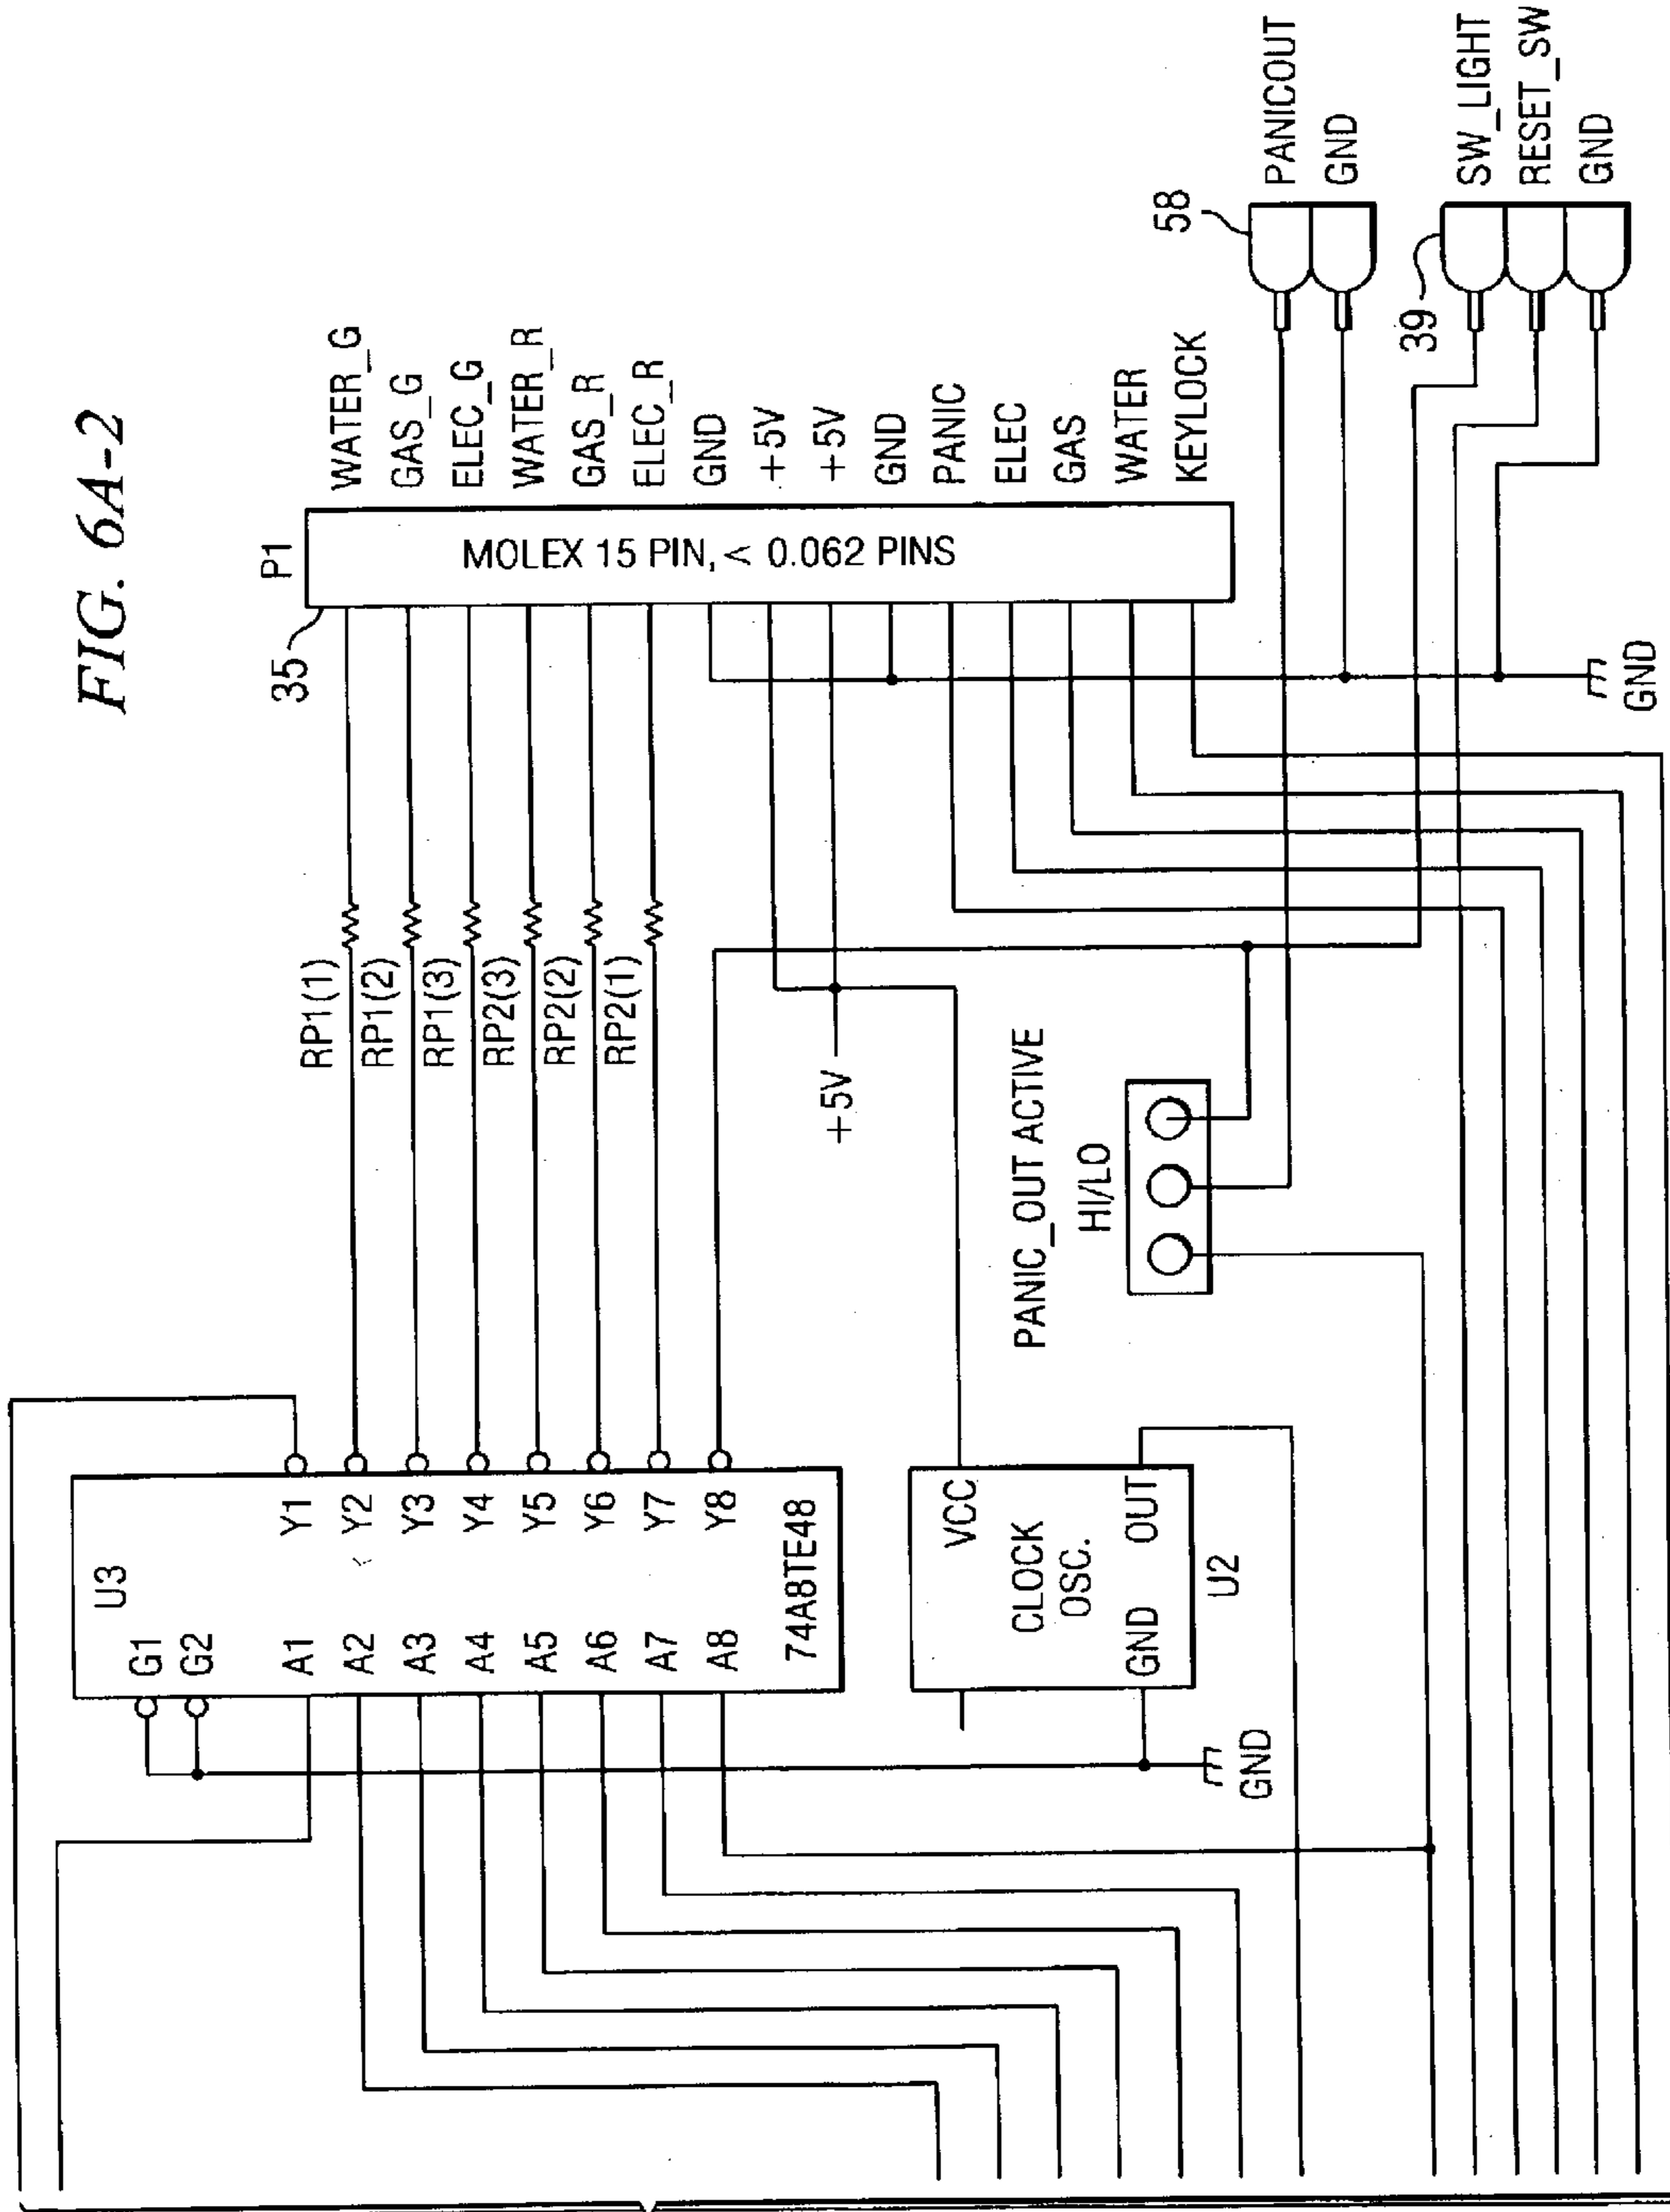 FIG. 6A-2
U3
G1
G2
A1
A2
A3
A4
A5
A6
A7
A8
Y1
Y2
Y3
Y4
Y5
Y6
Y7
Y8
74A8TE48
RP1(1)
RP1(2)
RP1(3)
RP2(3)
RP2(2)
RP2(1)
35
P1
MOLEX 15 PIN, < 0.062 PINS
WATER_G
GAS_G
ELEC_G
WATER_R
GAS_R
ELEC_R
GND
+5V
+5V
GND
PANIC
ELEC
GAS
WATER
KEYLOCK
+5V
VCC
CLOCK
OSC.
GND OUT
U2
GND
PANIC_OUT ACTIVE
HI/LO
GND
58
PANICOUT
GND
39
SW_LIGHT
RESET_SW
GND